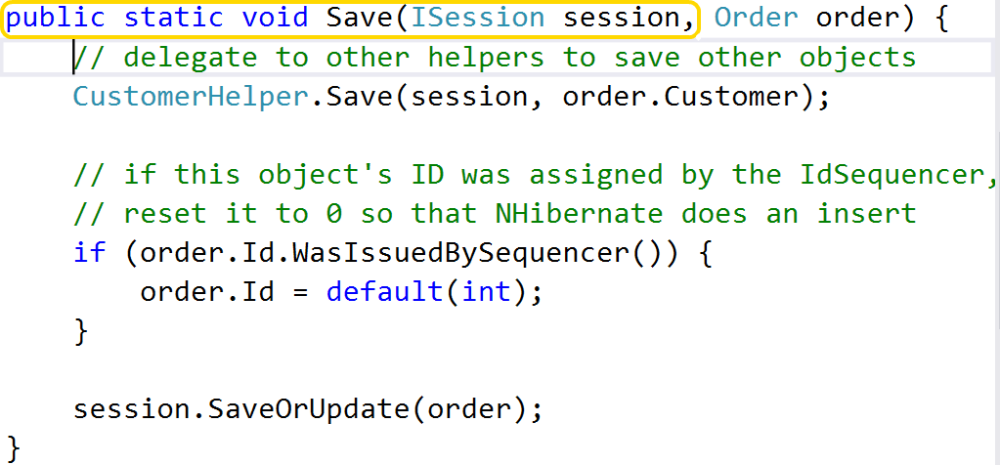 public static void Save(ISession session, Order order) {
// delegate to other helpers to save other objects
CustomerHelper.Save(session, order.Customer);
// if this object's ID was assigned by the IdSequencer,
// reset it to 0 so that NHibernate does an insert
if (order.Id.WasIssuedBySequencer()) {
order.Id = default(int);
}
session.SaveOrUpdate(order);
}